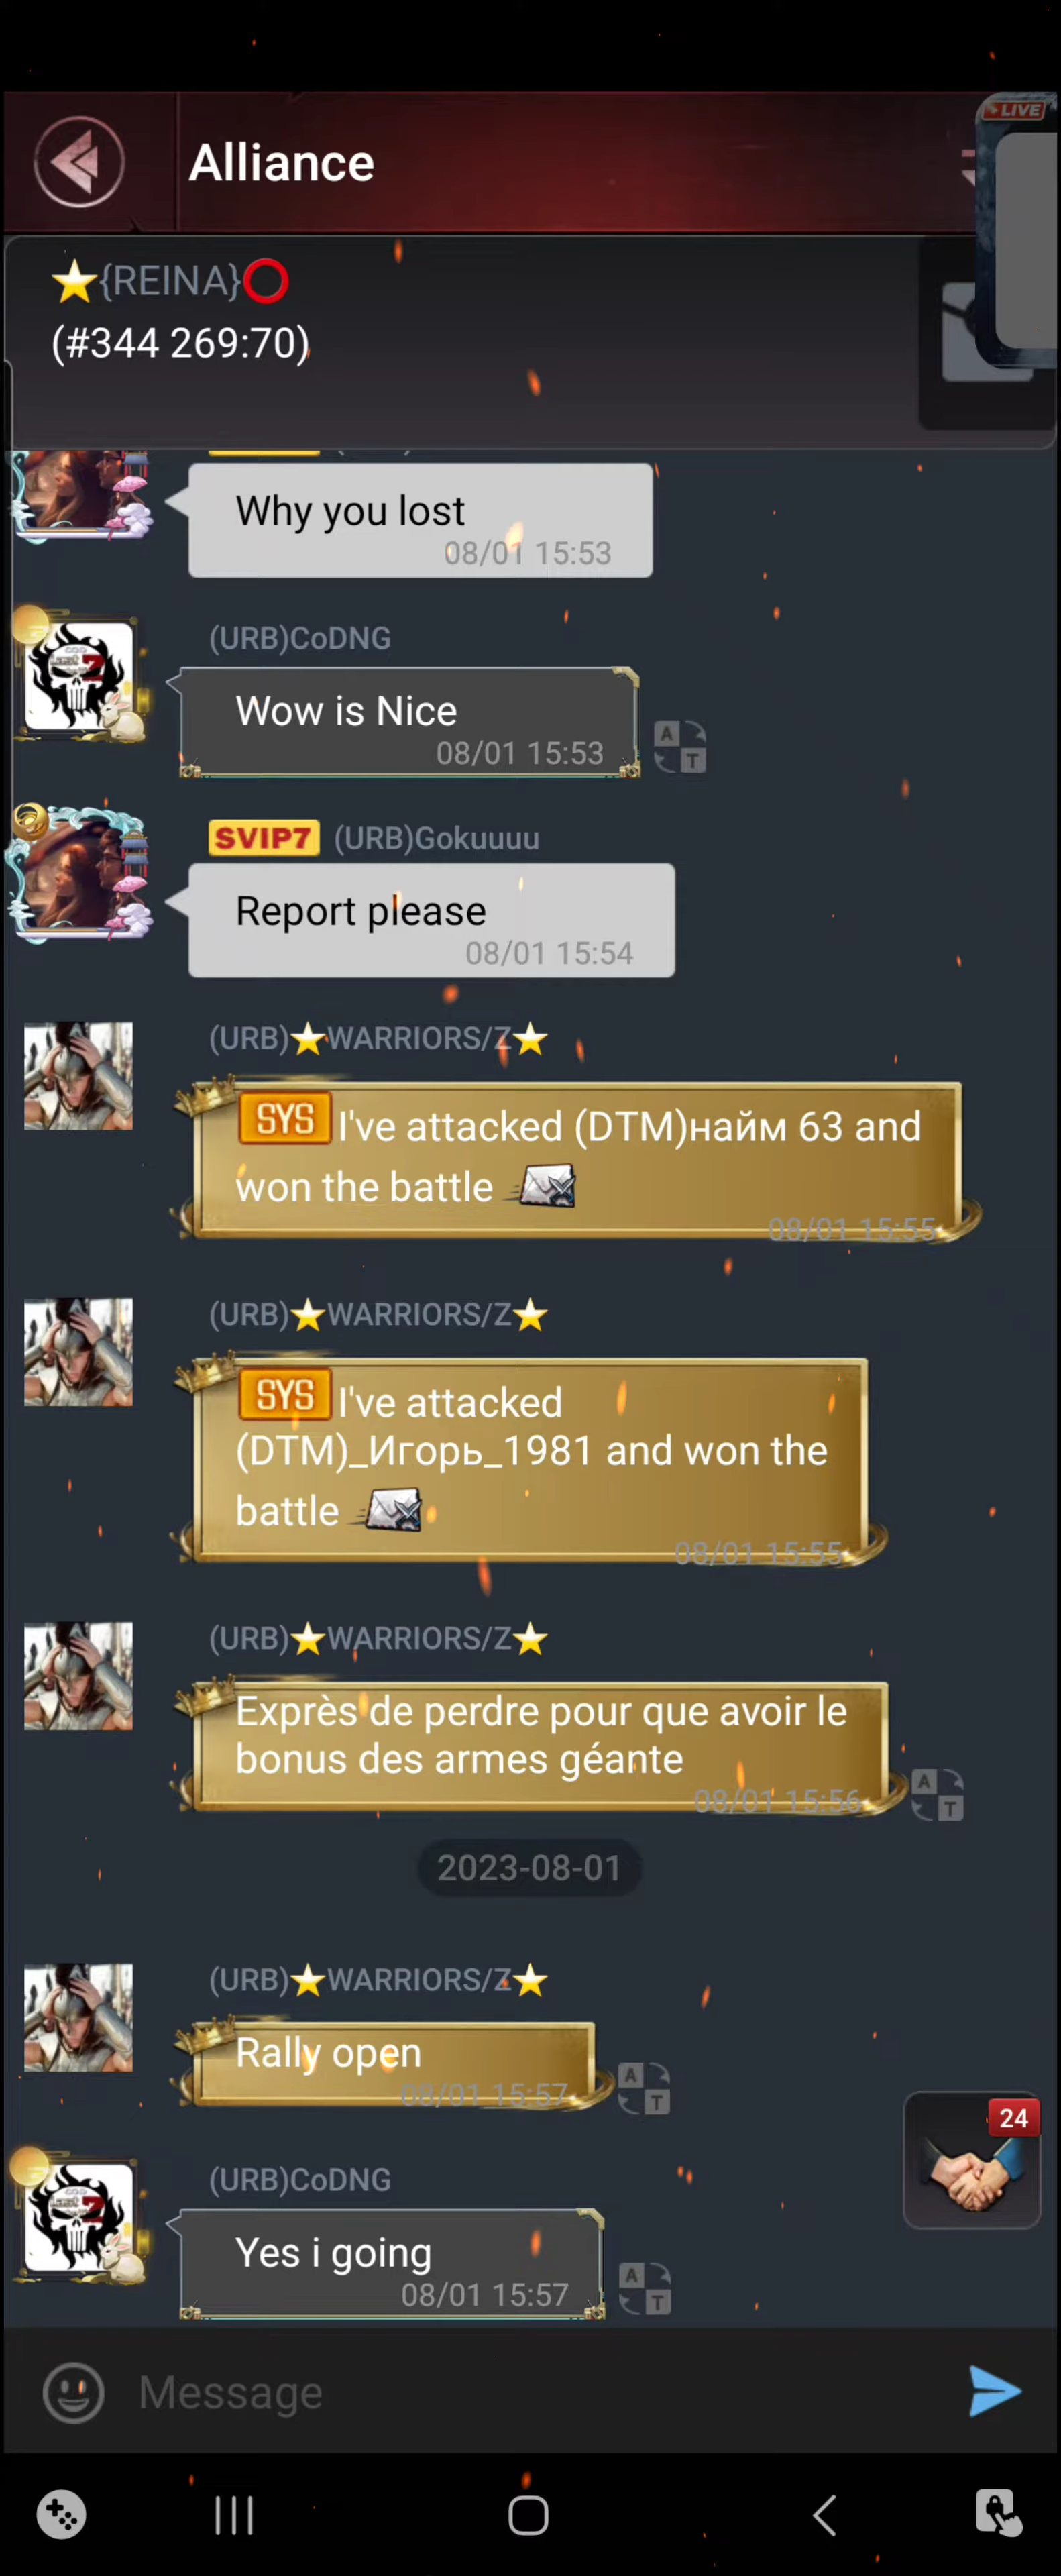 LIVE
Alliance
⭐{REINA}⭕
(#344 269:70)
Why you lost
08/01 15:53
(URB)CoDNG
Wow is Nice
08/01 15:53
A
T
SVIP7 (URB)Gokuuuu
Report please
08/01 15:54
(URB)⭐WARRIORS/Z⭐
SYS I've attacked (DTM)найм 63 and
won the battle
08/01 15:55
(URB)⭐WARRIORS/Z⭐
SYS I've attacked
(DTM)_Игорь_1981 and won the
battle
08/01 15:55
(URB)⭐WARRIORS/Z⭐
Exprès de perdre pour que avoir le
bonus des armes géante
08/01 15:56
A
T
2023-08-01
(URB)⭐WARRIORS/Z⭐
Rally open
08/01 15:57
A
T
24
(URB)CoDNG
Yes i going
08/01 15:57
A
T
Message